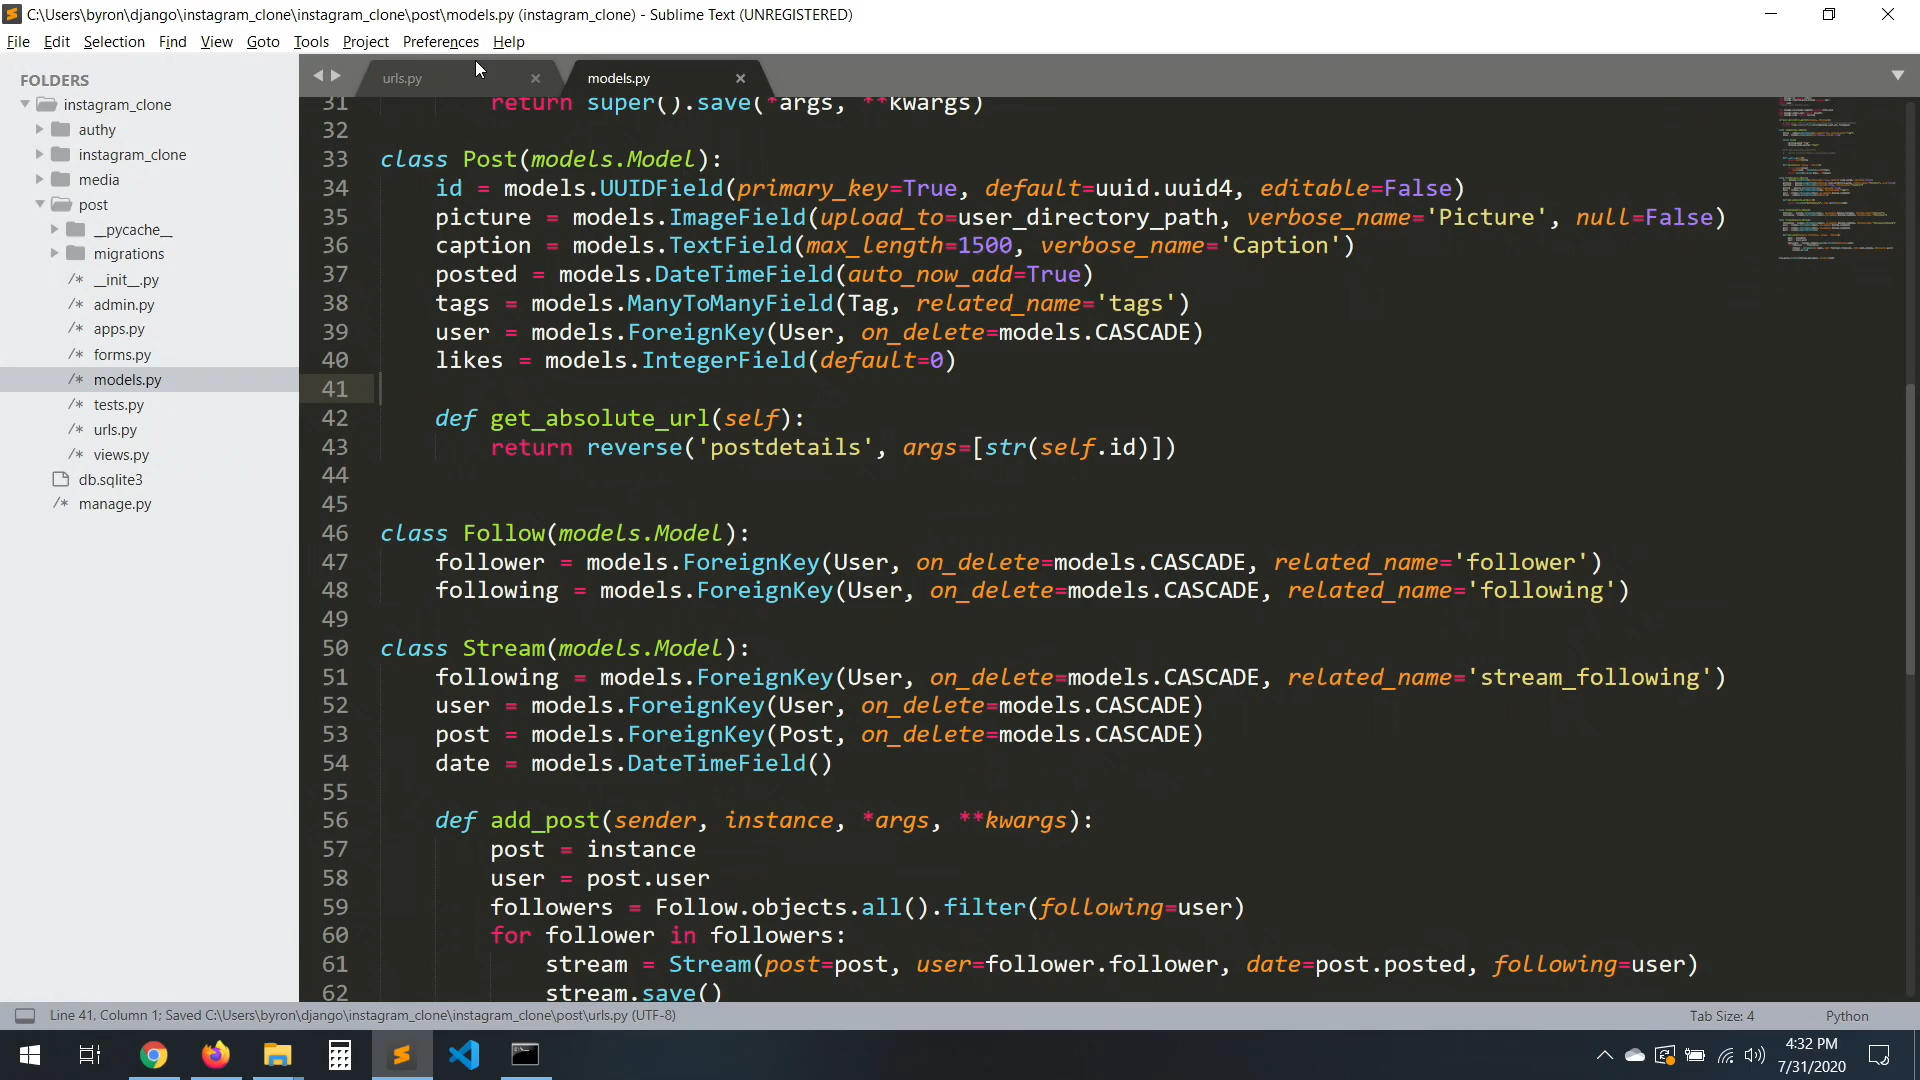 C:\Users\byron\django\instagram_clone\instagram_clone\post\models.py (instagram_clone) - Sublime Text (UNREGISTERED)
File Edit Selection Find View Goto Tools Project Preferences Help
FOLDERS
instagram_clone
authy
instagram_clone
media
post
__pycache__
migrations
/* __init__.py
/* admin.py
/* apps.py
/* forms.py
/* models.py
/* tests.py
/* urls.py
/* views.py
db.sqlite3
/* manage.py
urls.py models.py
31 return super().save(*args, **kwargs)
32
33 class Post(models.Model):
34 id = models.UUIDField(primary_key=True, default=uuid.uuid4, editable=False)
35 picture = models.ImageField(upload_to=user_directory_path, verbose_name='Picture', null=False)
36 caption = models.TextField(max_length=1500, verbose_name='Caption')
37 posted = models.DateTimeField(auto_now_add=True)
38 tags = models.ManyToManyField(Tag, related_name='tags')
39 user = models.ForeignKey(User, on_delete=models.CASCADE)
40 likes = models.IntegerField(default=0)
41
42 def get_absolute_url(self):
43 return reverse('postdetails', args=[str(self.id)])
44
45
46 class Follow(models.Model):
47 follower = models.ForeignKey(User, on_delete=models.CASCADE, related_name='follower')
48 following = models.ForeignKey(User, on_delete=models.CASCADE, related_name='following')
49
50 class Stream(models.Model):
51 following = models.ForeignKey(User, on_delete=models.CASCADE, related_name='stream_following')
52 user = models.ForeignKey(User, on_delete=models.CASCADE)
53 post = models.ForeignKey(Post, on_delete=models.CASCADE)
54 date = models.DateTimeField()
55
56 def add_post(sender, instance, *args, **kwargs):
57 post = instance
58 user = post.user
59 followers = Follow.objects.all().filter(following=user)
60 for follower in followers:
61 stream = Stream(post=post, user=follower.follower, date=post.posted, following=user)
62 stream.save()
Line 41, Column 1; Saved C:\Users\byron\django\instagram_clone\instagram_clone\post\urls.py (UTF-8) Tab Size: 4 Python
4:32 PM
7/31/2020